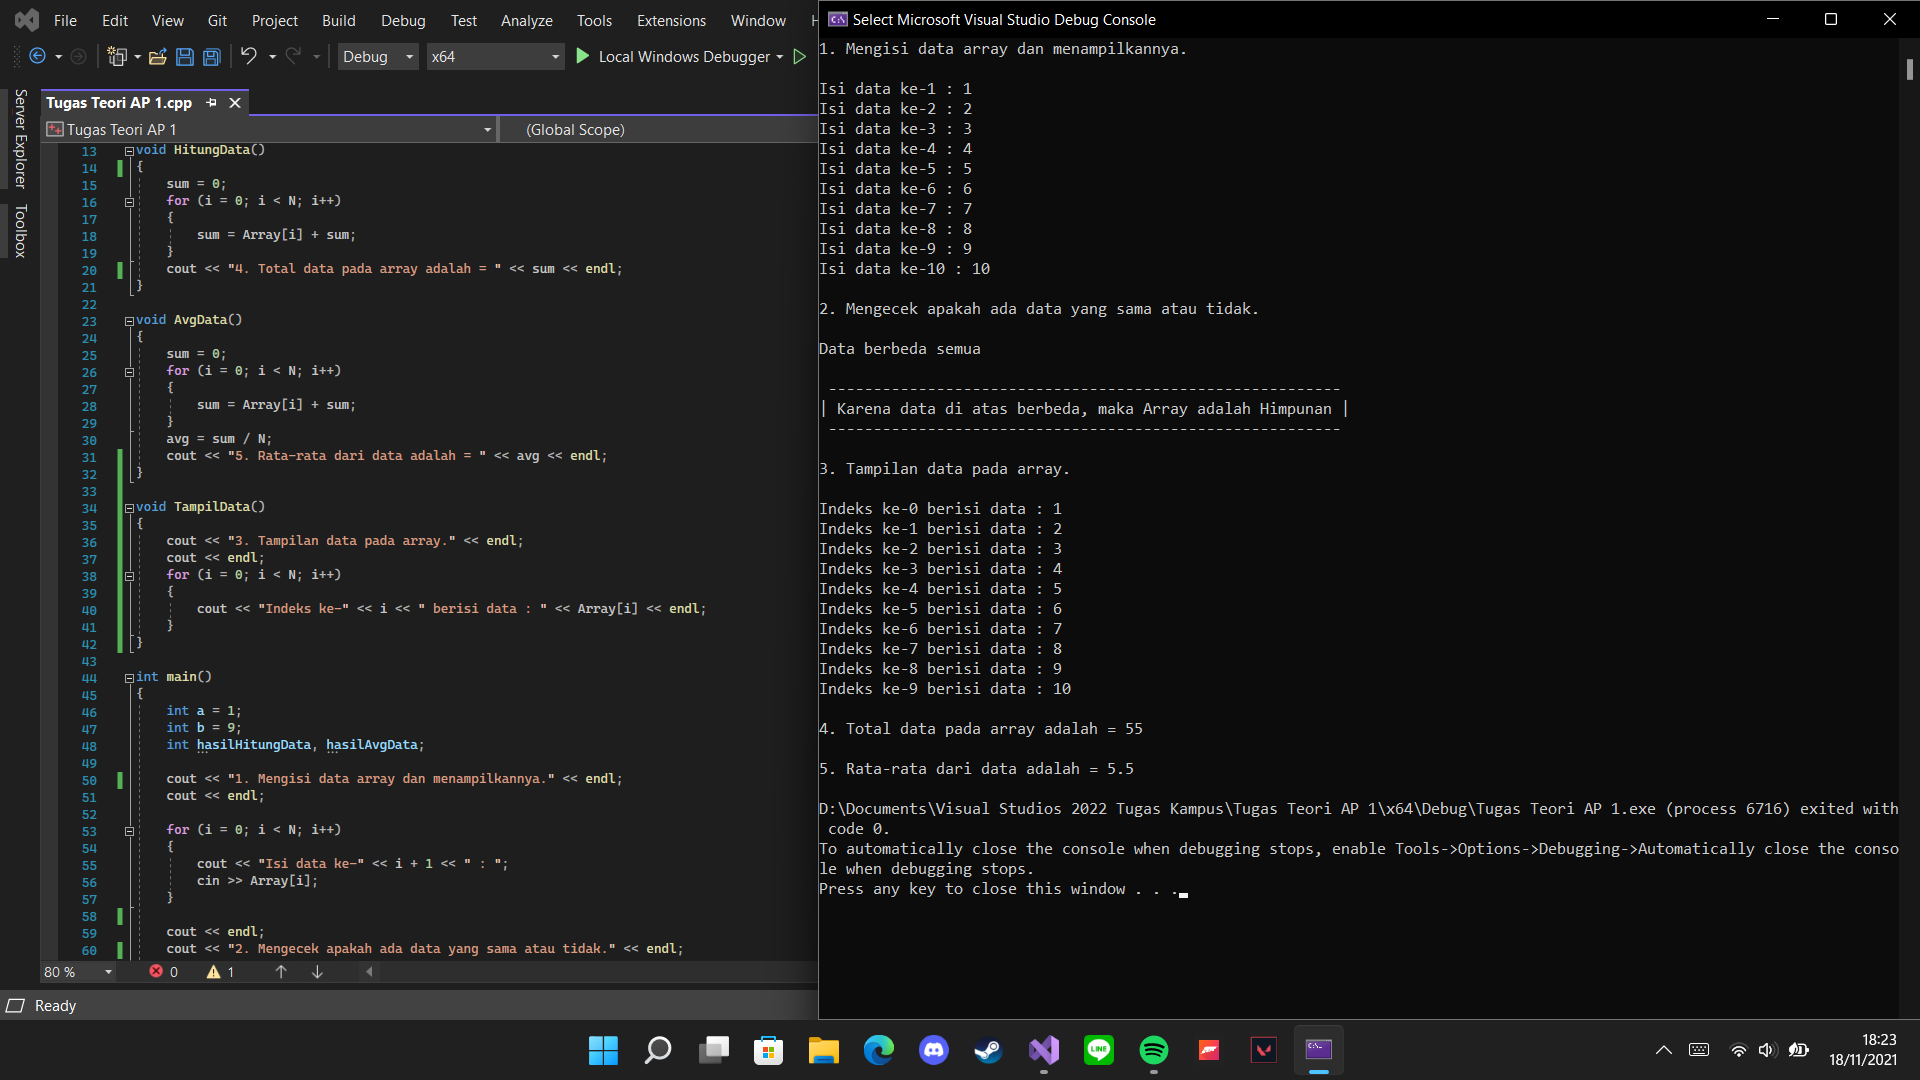 File Edit View Git Project Build Debug Test Analyze Tools Extensions Window H
Debug x64 Local Windows Debugger
Server Explorer
Toolbox
Tugas Teori AP 1.cpp
Tugas Teori AP 1 (Global Scope)
13 void HitungData()
14 {
15 sum = 0;
16 for (i = 0; i < N; i++)
17 {
18 sum = Array[i] + sum;
19 }
20 cout << "4. Total data pada array adalah = " << sum << endl;
21 }
22
23 void AvgData()
24 {
25 sum = 0;
26 for (i = 0; i < N; i++)
27 {
28 sum = Array[i] + sum;
29 }
30 avg = sum / N;
31 cout << "5. Rata-rata dari data adalah = " << avg << endl;
32 }
33
34 void TampilData()
35 {
36 cout << "3. Tampilan data pada array." << endl;
37 cout << endl;
38 for (i = 0; i < N; i++)
39 {
40 cout << "Indeks ke-" << i << " berisi data : " << Array[i] << endl;
41 }
42 }
43
44 int main()
45 {
46 int a = 1;
47 int b = 9;
48 int hasilHitungData, hasilAvgData;
49
50 cout << "1. Mengisi data array dan menampilkannya." << endl;
51 cout << endl;
52
53 for (i = 0; i < N; i++)
54 {
55 cout << "Isi data ke-" << i + 1 << " : ";
56 cin >> Array[i];
57 }
58
59 cout << endl;
60 cout << "2. Mengecek apakah ada data yang sama atau tidak." << endl;
80 % 0 1
Ready
Select Microsoft Visual Studio Debug Console
1. Mengisi data array dan menampilkannya.
Isi data ke-1 : 1
Isi data ke-2 : 2
Isi data ke-3 : 3
Isi data ke-4 : 4
Isi data ke-5 : 5
Isi data ke-6 : 6
Isi data ke-7 : 7
Isi data ke-8 : 8
Isi data ke-9 : 9
Isi data ke-10 : 10
2. Mengecek apakah ada data yang sama atau tidak.
Data berbeda semua
---------------------------------------------------------
| Karena data di atas berbeda, maka Array adalah Himpunan |
---------------------------------------------------------
3. Tampilan data pada array.
Indeks ke-0 berisi data : 1
Indeks ke-1 berisi data : 2
Indeks ke-2 berisi data : 3
Indeks ke-3 berisi data : 4
Indeks ke-4 berisi data : 5
Indeks ke-5 berisi data : 6
Indeks ke-6 berisi data : 7
Indeks ke-7 berisi data : 8
Indeks ke-8 berisi data : 9
Indeks ke-9 berisi data : 10
4. Total data pada array adalah = 55
5. Rata-rata dari data adalah = 5.5
D:\Documents\Visual Studios 2022 Tugas Kampus\Tugas Teori AP 1\x64\Debug\Tugas Teori AP 1.exe (process 6716) exited with
code 0.
To automatically close the console when debugging stops, enable Tools->Options->Debugging->Automatically close the conso
le when debugging stops.
Press any key to close this window . . .
LINE
18:23
18/11/2021